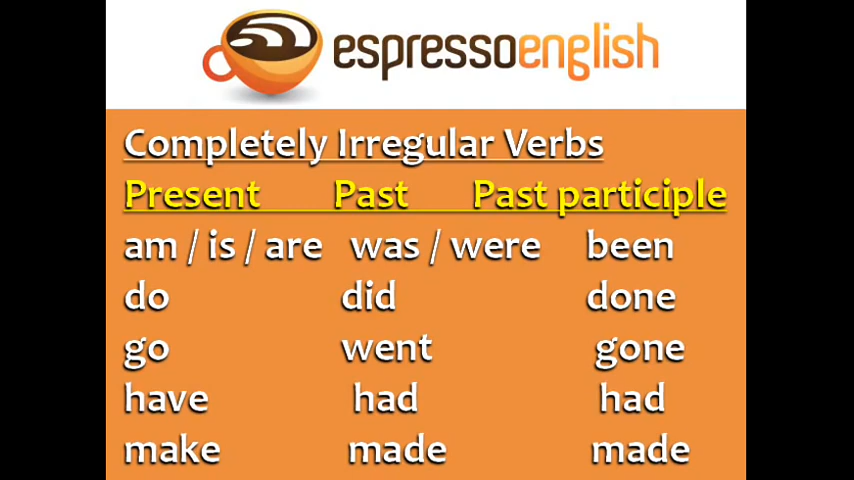 espressoenglish
Completely Irregular Verbs
Present Past Past participle
am / is / are was / were been
do did done
go went gone
have had had
make made made